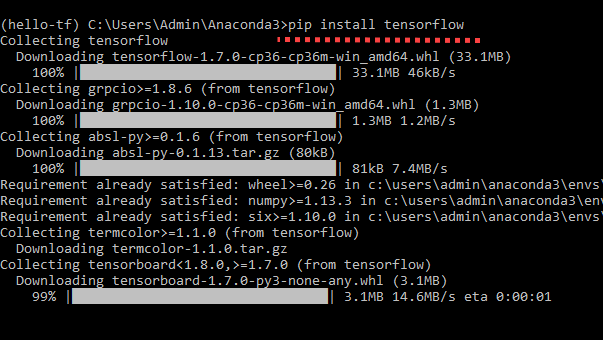 (hello-tf) C:\Users\Admin\Anaconda3>pip install tensorflow
Collecting tensorflow
Downloading tensorflow-1.7.0-cp36-cp36m-win_amd64.whl (33.1MB)
100% |████████████████████████████████| 33.1MB 46kB/s
Collecting grpcio>=1.8.6 (from tensorflow)
Downloading grpcio-1.10.0-cp36-cp36m-win_amd64.whl (1.3MB)
100% |████████████████████████████████| 1.3MB 1.2MB/s
Collecting absl-py>=0.1.6 (from tensorflow)
Downloading absl-py-0.1.13.tar.gz (80kB)
100% |████████████████████████████████| 81kB 7.4MB/s
Requirement already satisfied: wheel>=0.26 in c:\users\admin\anaconda3\envs\
Requirement already satisfied: numpy>=1.13.3 in c:\users\admin\anaconda3\env
Requirement already satisfied: six>=1.10.0 in c:\users\admin\anaconda3\envs\
Collecting termcolor>=1.1.0 (from tensorflow)
Downloading termcolor-1.1.0.tar.gz
Collecting tensorboard<1.8.0,>=1.7.0 (from tensorflow)
Downloading tensorboard-1.7.0-py3-none-any.whl (3.1MB)
99% |████████████████████████████████| 3.1MB 14.6MB/s eta 0:00:01